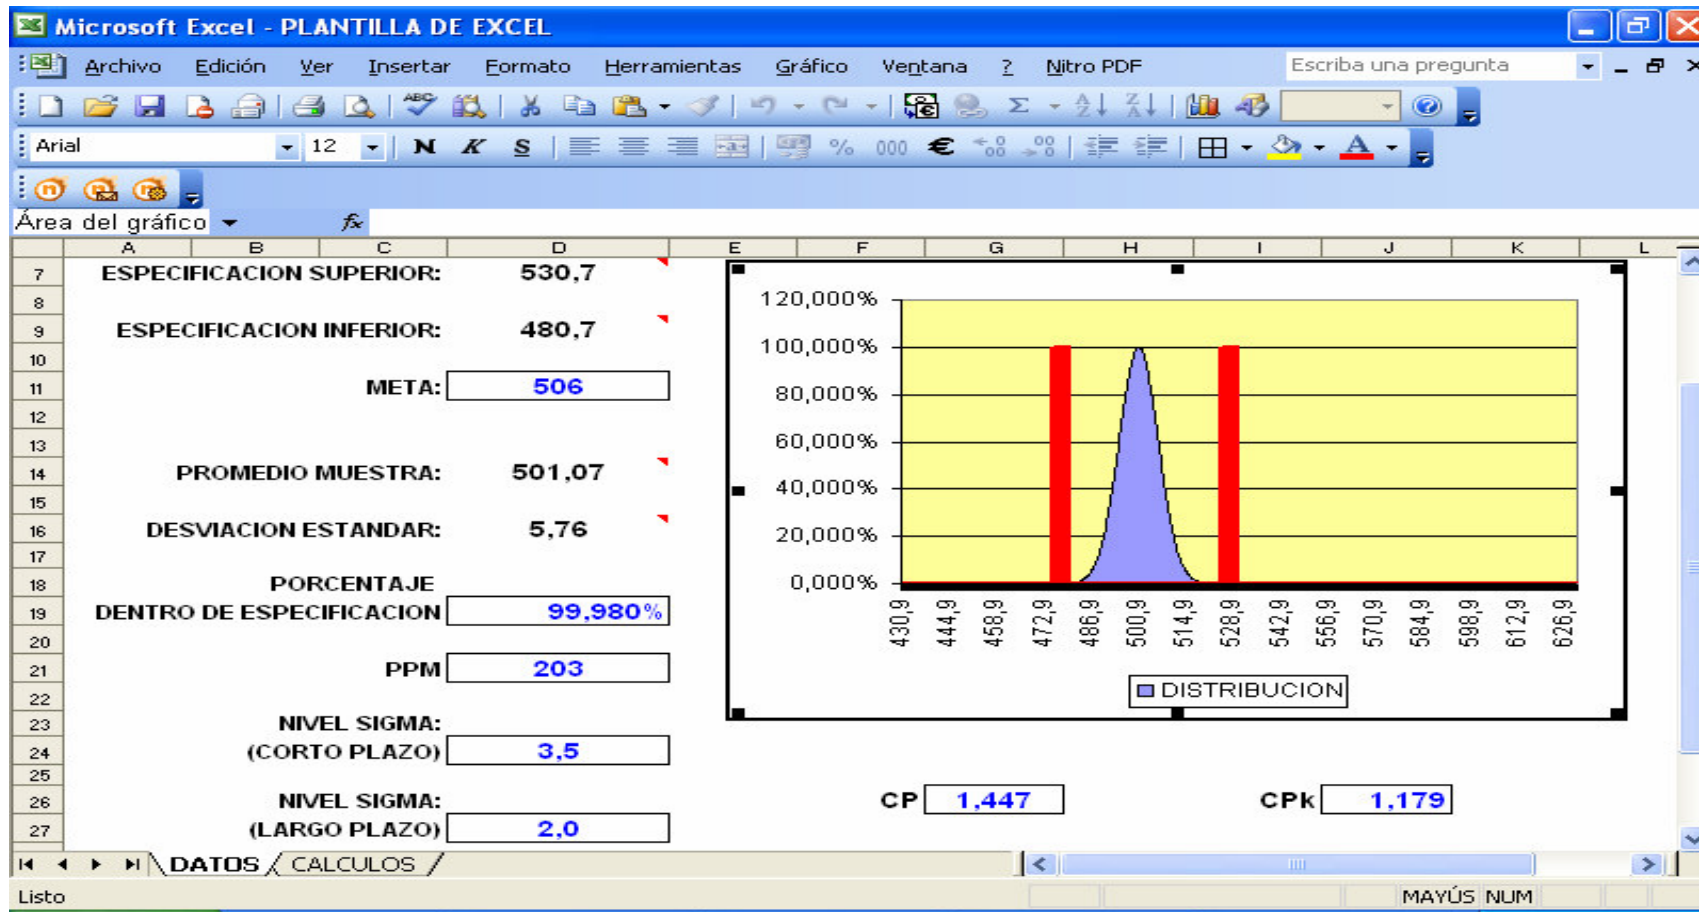 Microsoft Excel - PLANTILLA DE EXCEL
Archivo Edición Ver Insertar Formato Herramientas Gráfico Ventana ? Nitro PDF Escriba una pregunta
Arial 12 N K S % 000 €
Área del gráfico fx
A B C D E F G H I J K L
7 ESPECIFICACION SUPERIOR: 530,7
8
9 ESPECIFICACION INFERIOR: 480,7
10
11 META: 506
12
13
14 PROMEDIO MUESTRA: 501,07
15
16 DESVIACION ESTANDAR: 5,76
17
18 PORCENTAJE
19 DENTRO DE ESPECIFICACION 99,980%
20
21 PPM 203
22
23 NIVEL SIGMA:
24 (CORTO PLAZO) 3,5
25
26 NIVEL SIGMA:
27 (LARGO PLAZO) 2,0
120,000%
100,000%
80,000%
60,000%
40,000%
20,000%
0,000%
430,9 444,9 458,9 472,9 486,9 500,9 514,9 528,9 542,9 556,9 570,9 584,9 598,9 612,9 626,9
DISTRIBUCION
CP 1,447 CPk 1,179
DATOS CALCULOS
Listo MAYÚS NUM